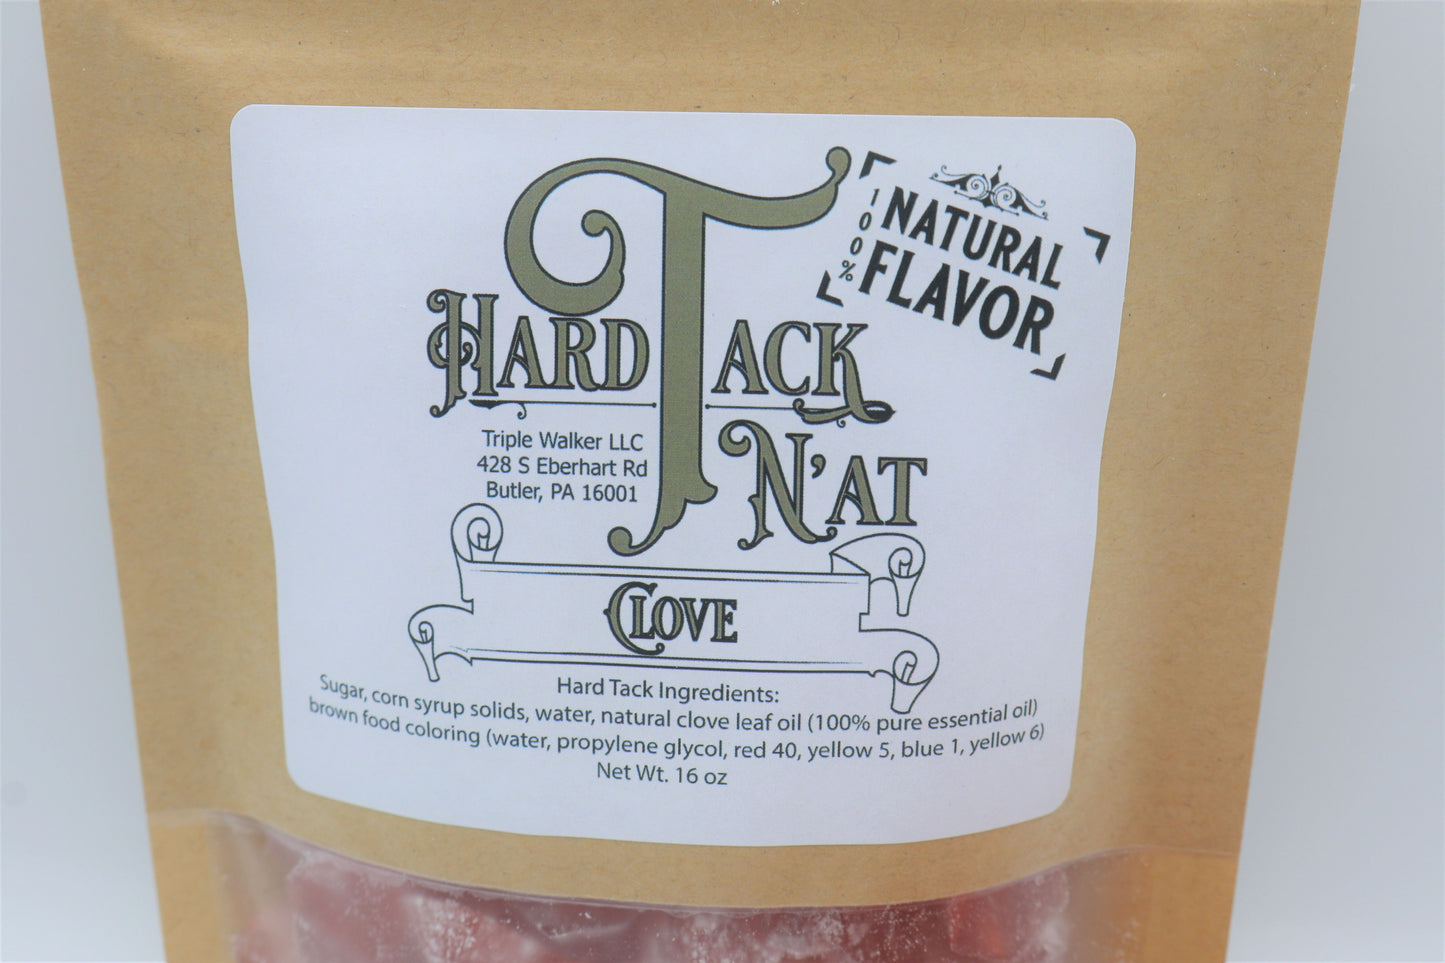 100%
NATURAL
FLAVOR
HARD TACK
N'AT
Triple Walker LLC
428 S Eberhart Rd
Butler, PA 16001
CLOVE
Hard Tack Ingredients:
Sugar, corn syrup solids, water, natural clove leaf oil (100% pure essential oil)
brown food coloring (water, propylene glycol, red 40, yellow 5, blue 1, yellow 6)
Net Wt. 16 oz